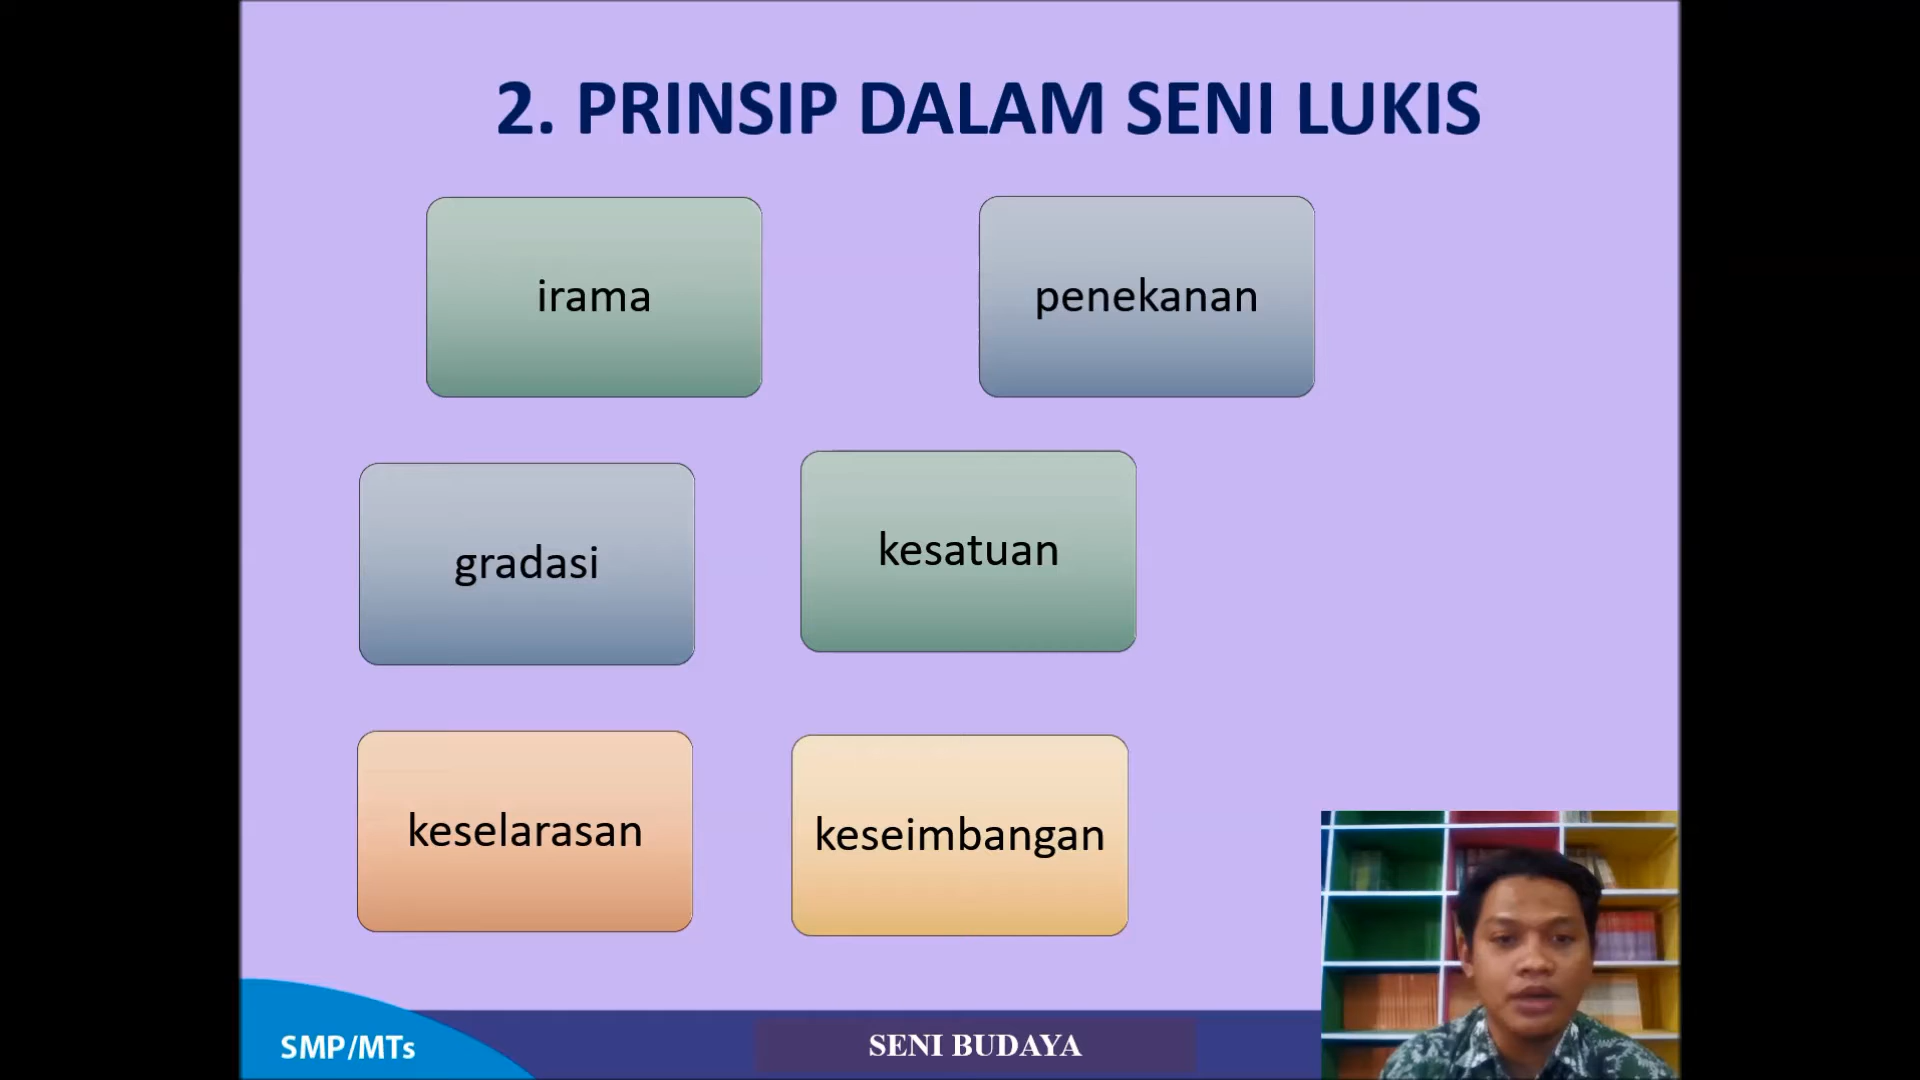 2. PRINSIP DALAM SENI LUKIS
irama
penekanan
gradasi
kesatuan
keselarasan
keseimbangan
SMP/MTs
SENI BUDAYA